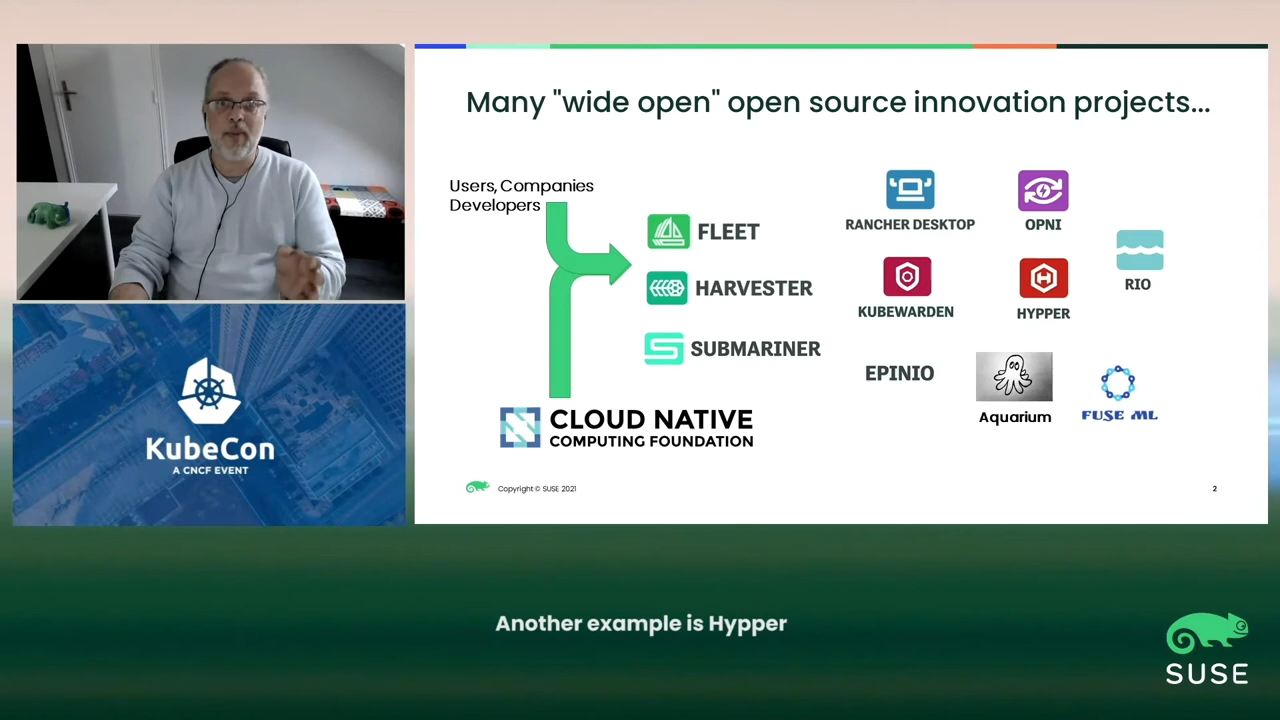 Many "wide open" open source innovation projects...
Users, Companies
Developers
FLEET
HARVESTER
SUBMARINER
CLOUD NATIVE
COMPUTING FOUNDATION
RANCHER DESKTOP
OPNI
RIO
KUBEWARDEN
HYPPER
EPINIO
Aquarium
FUSE ML
Copyright © SUSE 2021
2
KubeCon
A CNCF EVENT
Another example is Hypper
SUSE